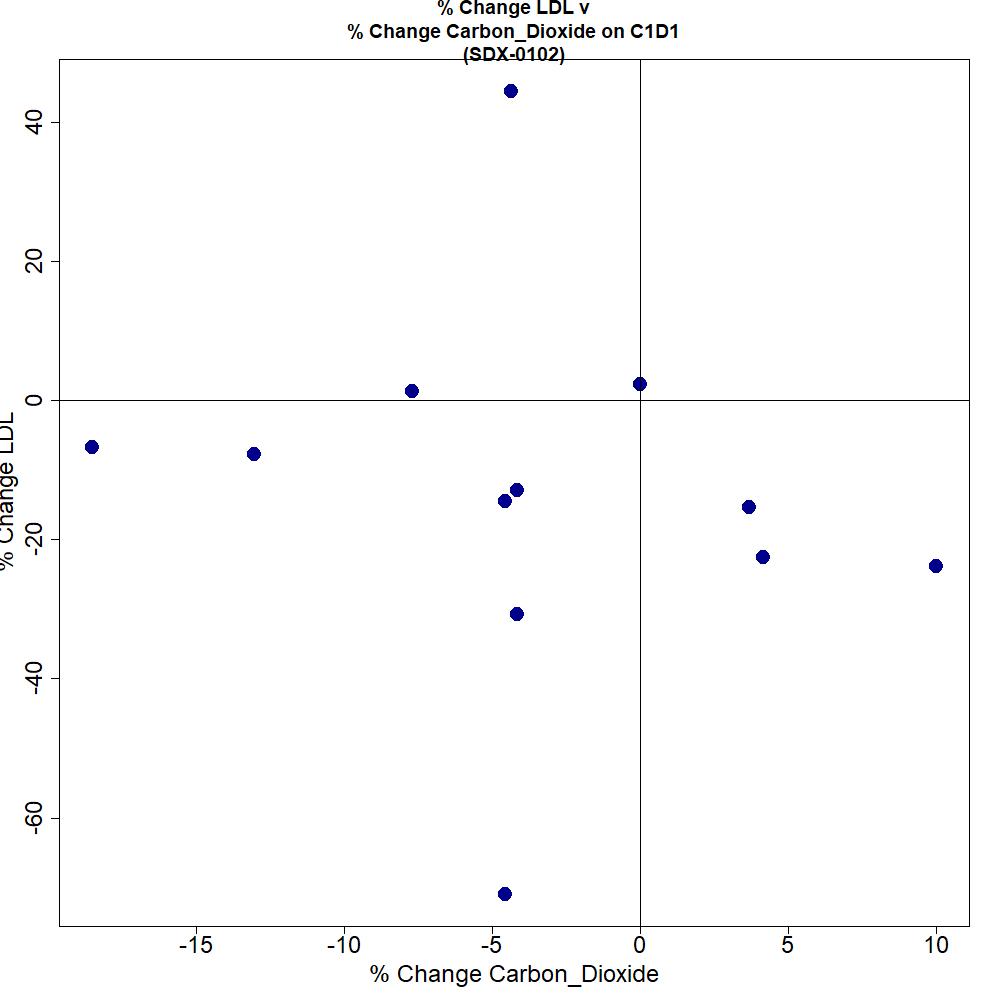 % Change LDL v
% Change Carbon_Dioxide on C1D1
(SDX-0102)
% Change LDL
40
20
0
-20
-40
-60
-15
-10
-5
0
5
10
% Change Carbon_Dioxide